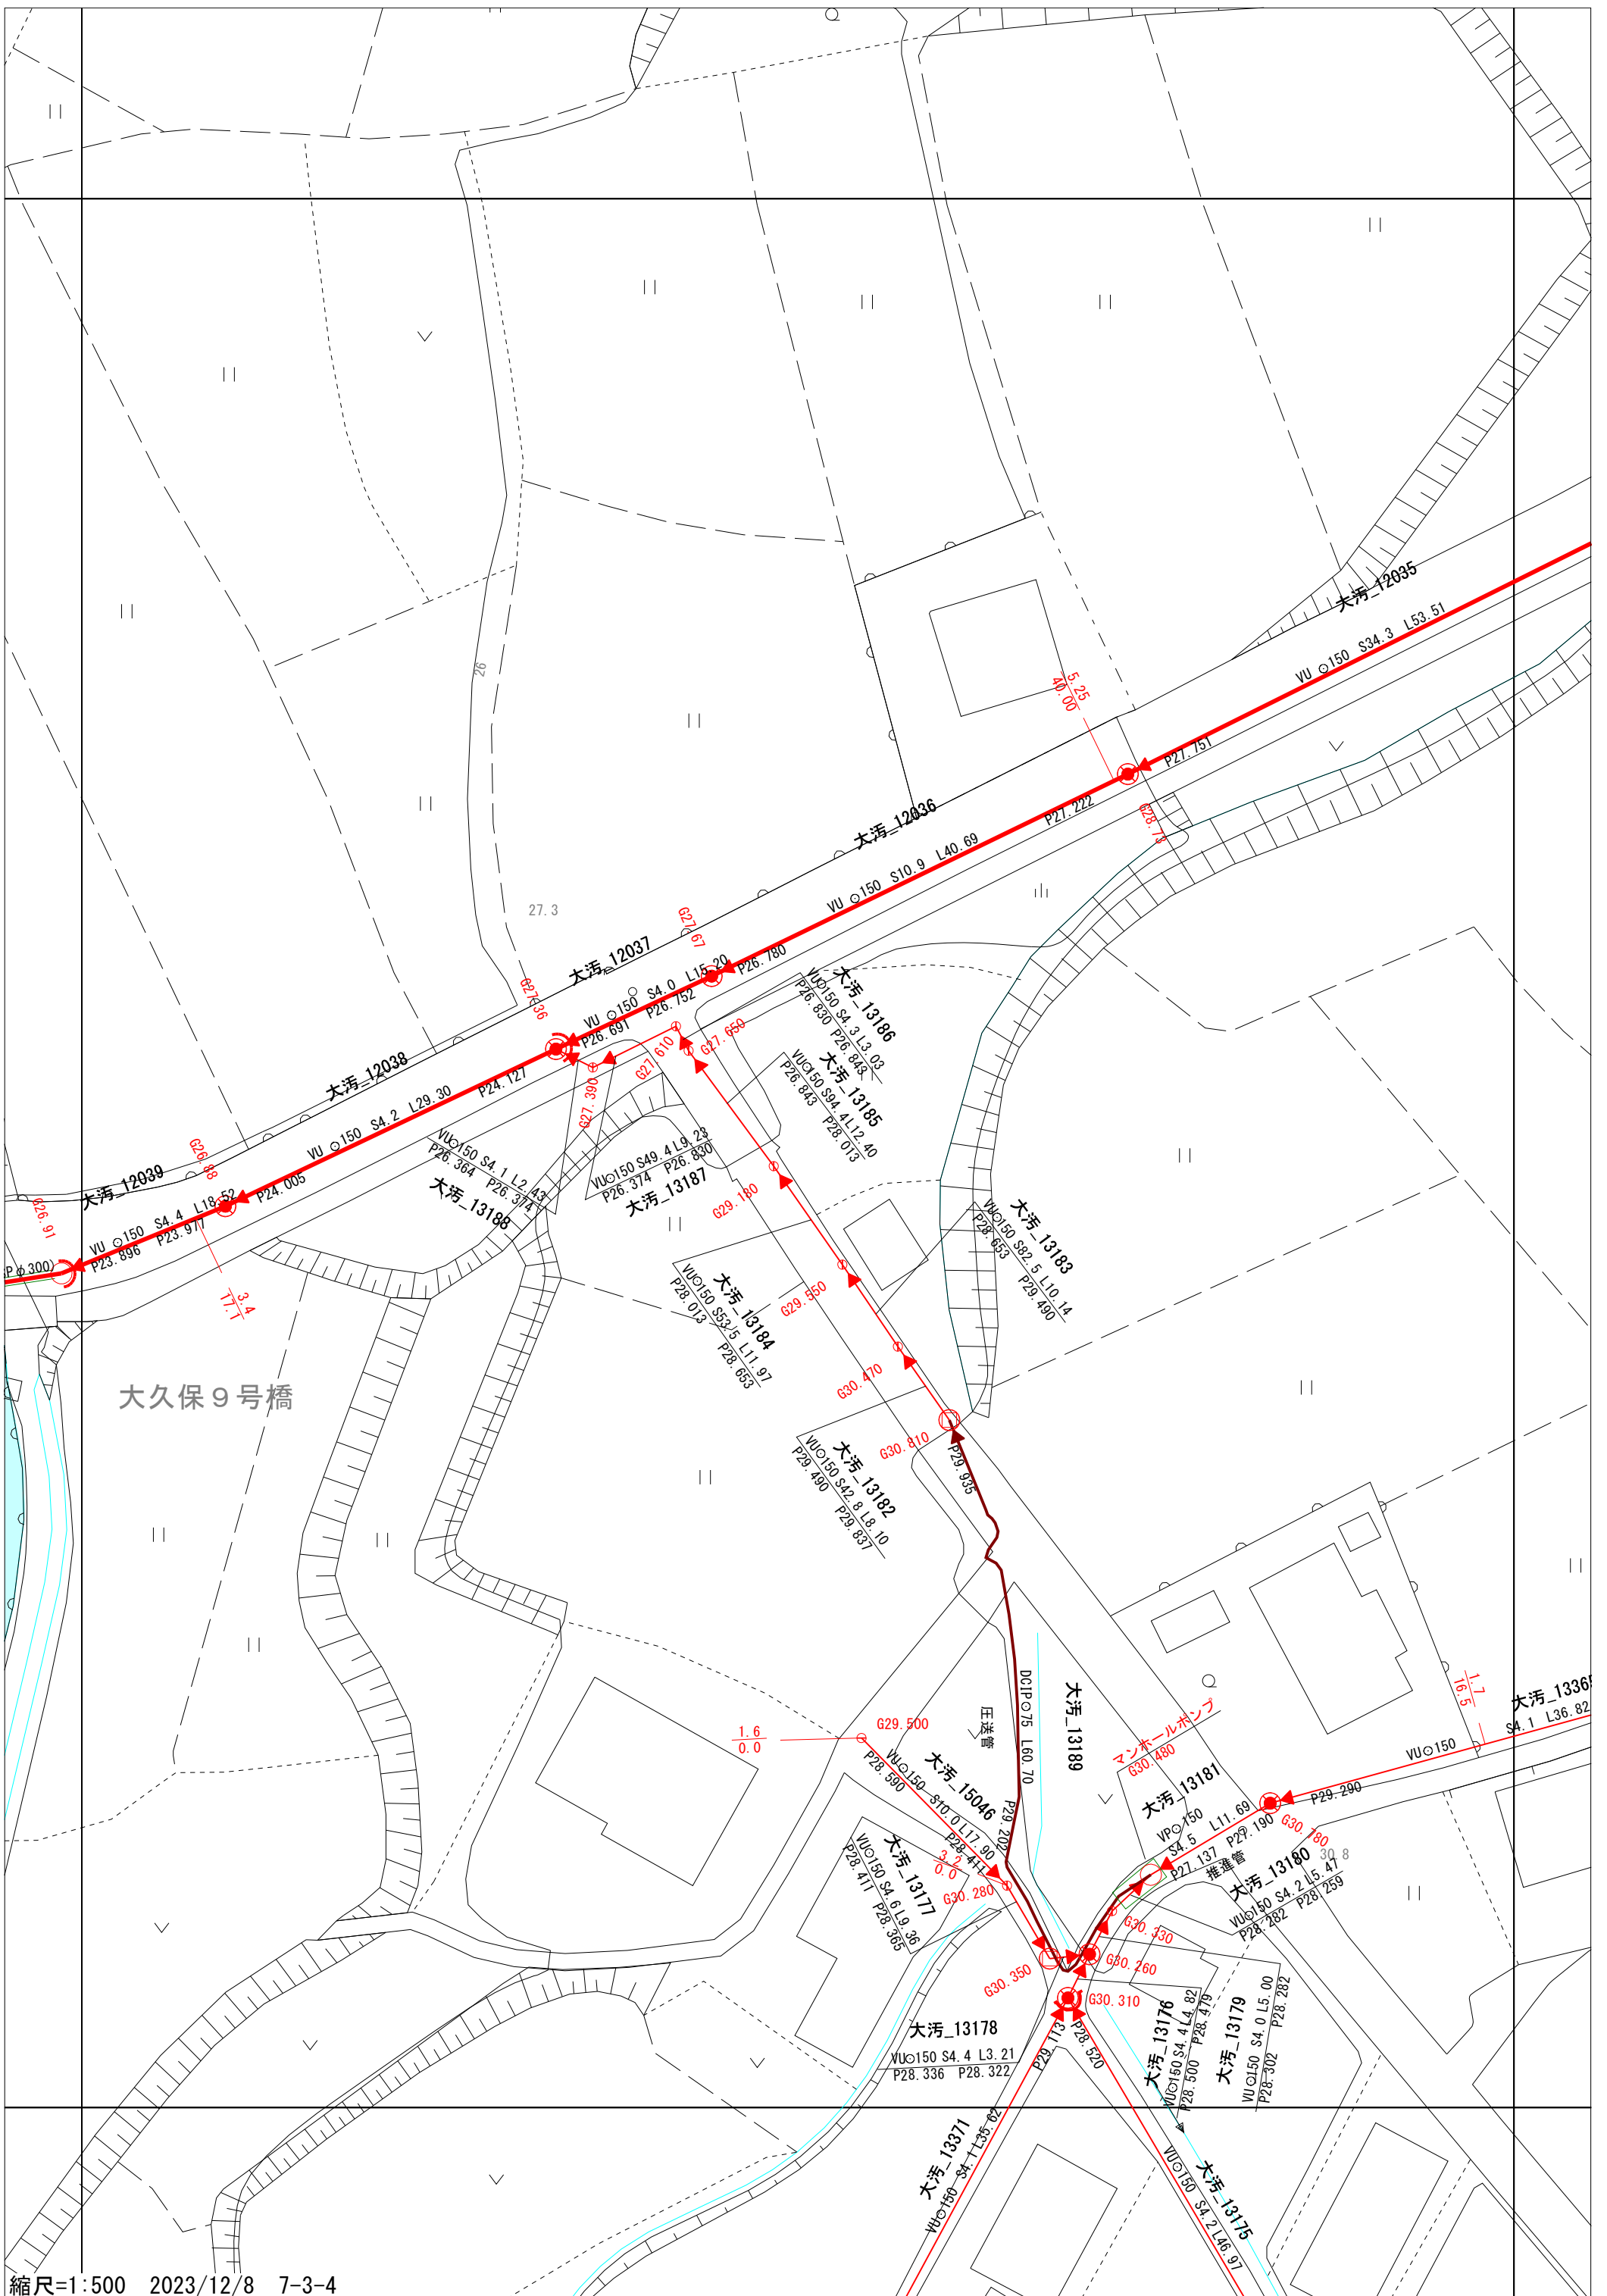 大汚_12035
VU ⊙150 S34.3 L53.51
26
5.25
40.00
P27.751
大汚_12036
P27.222
G28.73
VU ⊙150 S10.9 L40.69
27.3
G27.67
大汚_12037
P26.780
VU ⊙150 S4.0 L15.20
P26.691 P26.752
G27.36
大汚_13186
VU⊙150 S4.3 L3.03
P26.830 P26.843
G27.650
G27.610
大汚_13185
VU⊙150 S94.4 L12.40
P26.843 P28.013
G27.390
大汚_12038
P24.127
VU ⊙150 S4.2 L29.30
P24.005
VU⊙150 S4.1 L2.43
P26.364 P26.374
大汚_13188
VU⊙150 S49.4 L9.23
P26.374 P26.830
大汚_13187
G26.88
大汚_12039
VU ⊙150 S4.4 L18.52
P23.896 P23.977
G26.91
P φ300)
3.4
17.1
G29.180
大汚_13183
VU⊙150 S82.5 L10.14
P28.653 P29.490
G29.550
大汚_13184
VU⊙150 S53.5 L11.97
P28.013 P28.653
大久保９号橋
G30.470
G30.810
P29.935
大汚_13182
VU⊙150 S42.8 L8.10
P29.490 P29.837
大汚_13189
DCIP⊙75 L60.70
圧送管
P29.202
1.7
16.5
大汚_1336
S4.1 L36.82
VU⊙150
P29.290
マンホールポンプ
G30.480
G29.500
1.6
0.0
P28.590
大汚_15046
VU⊙150 S10.0 L17.90
P28.411
大汚_13181
VP⊙150
S4.5 L11.69
P27.137 P27.190
推進管
G30.780
30.8
大汚_13180
VU⊙150 S4.2 L5.47
P28.282 P28.259
3.2
0.0
大汚_13177
VU⊙150 S4.6 L9.36
P28.411 P28.365
G30.280
G30.330
G30.350
G30.260
G30.310
大汚_13178
VU⊙150 S4.4 L3.21
P28.336 P28.322
P29.113
P28.520
大汚_13176
VU⊙150 S4.4 L4.82
P28.500 P28.479
大汚_13179
VU⊙150 S4.0 L5.00
P28.302 P28.282
大汚_13371
VU⊙150 S4.1 L35.62
大汚_13175
VU⊙150 S4.2 L46.97
縮尺=1:500 2023/12/8 7-3-4